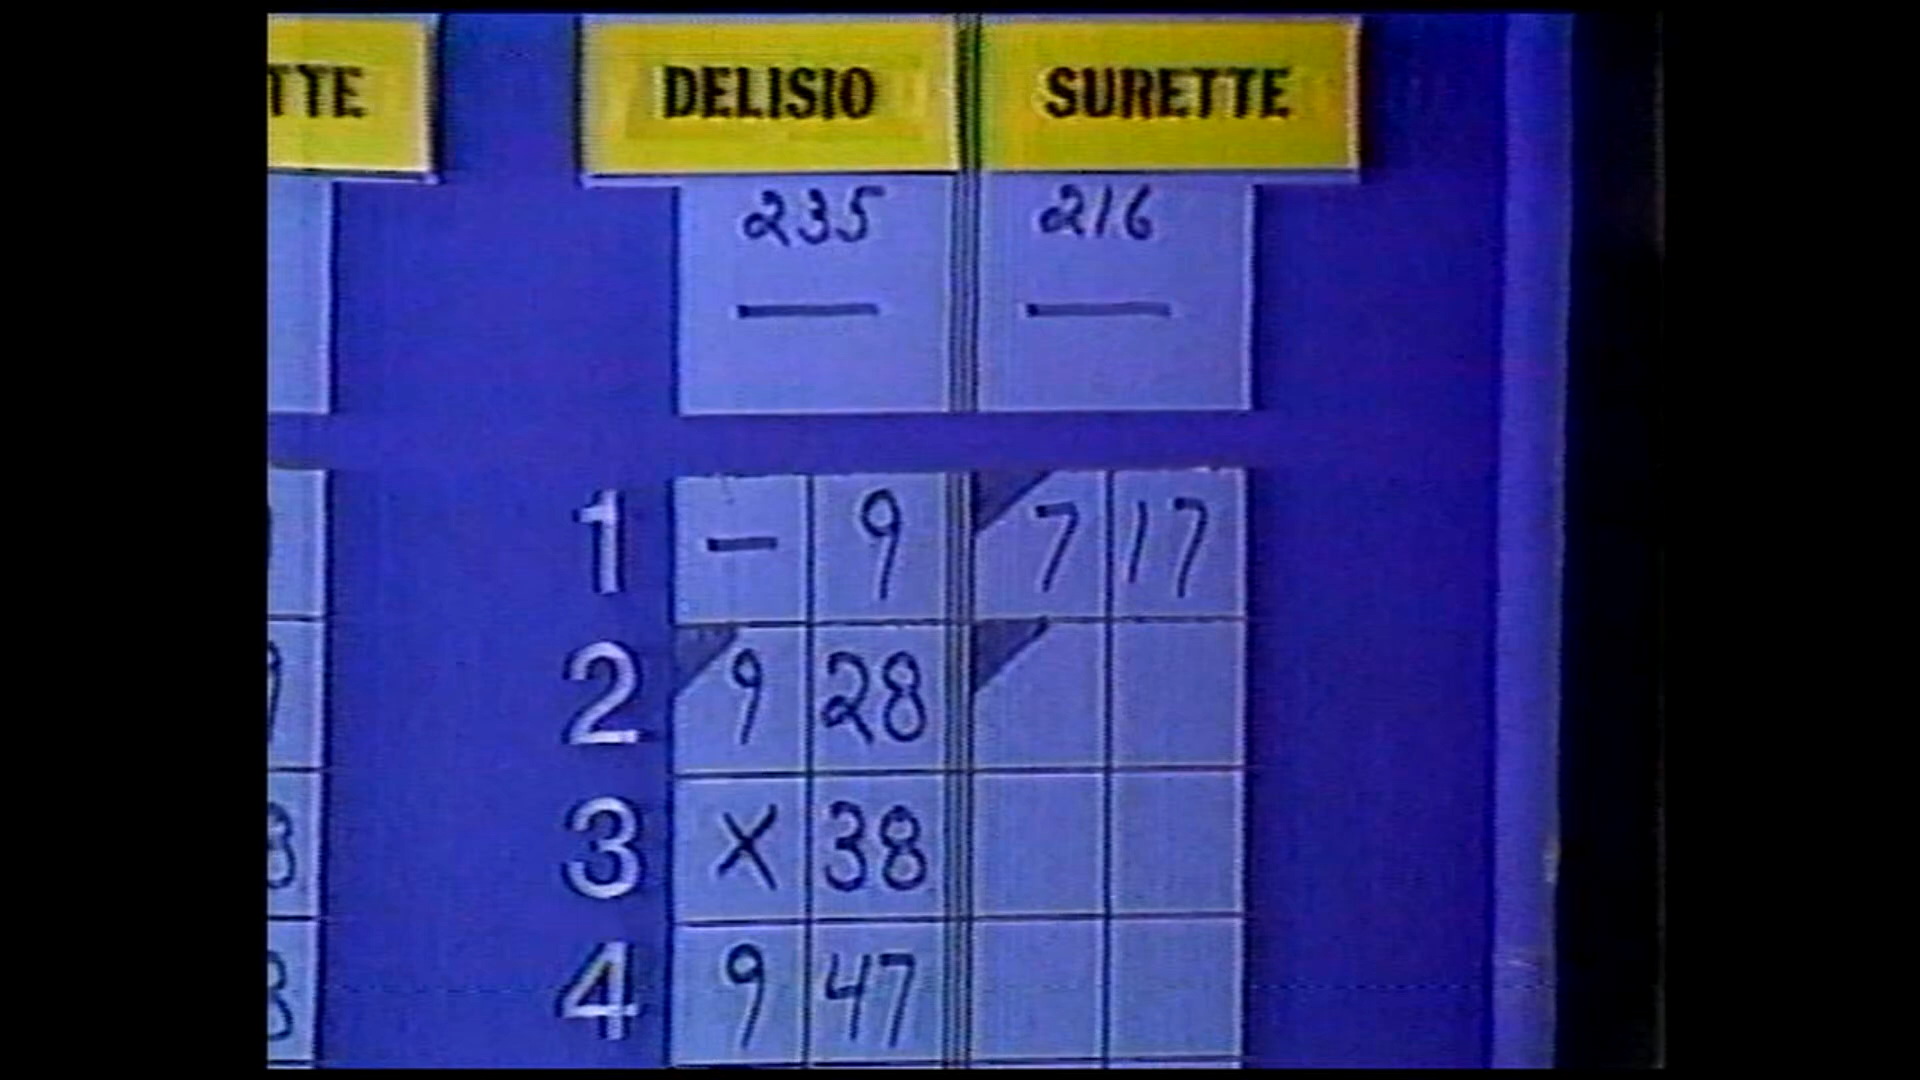 TTE DELISIO SURETTE
235 216
— —
1 – 9 7 17
2 9 28
3 X 38
4 9 47